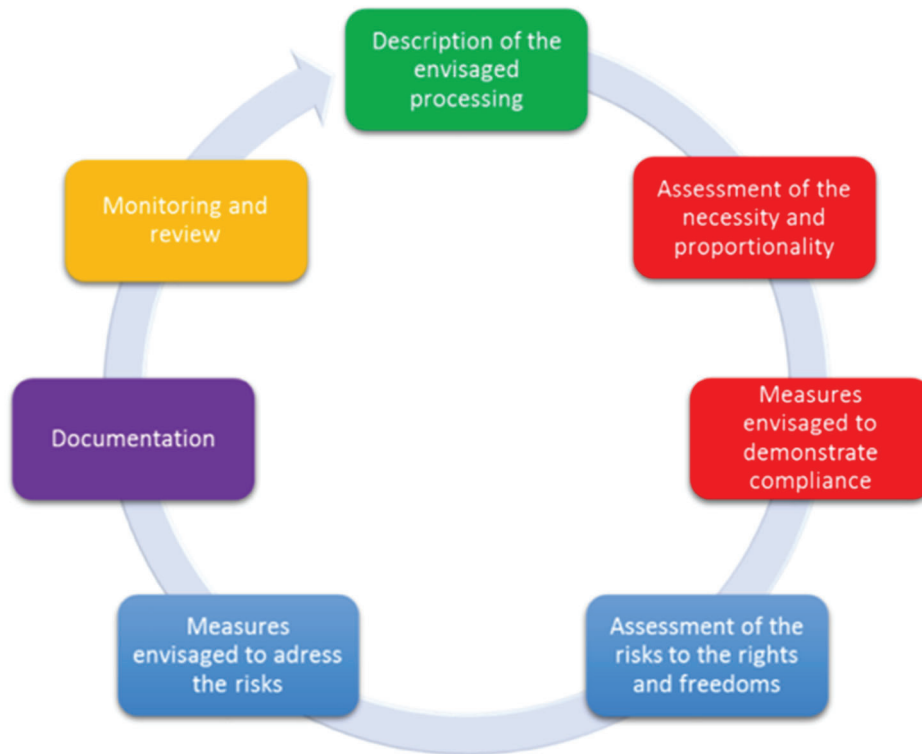 Description of the
envisaged
processing
Assessment of the
necessity and
proportionality
Measures
envisaged to
demonstrate
compliance
Assessment of the
risks to the rights
and freedoms
Measures
envisaged to adress
the risks
Documentation
Monitoring and
review